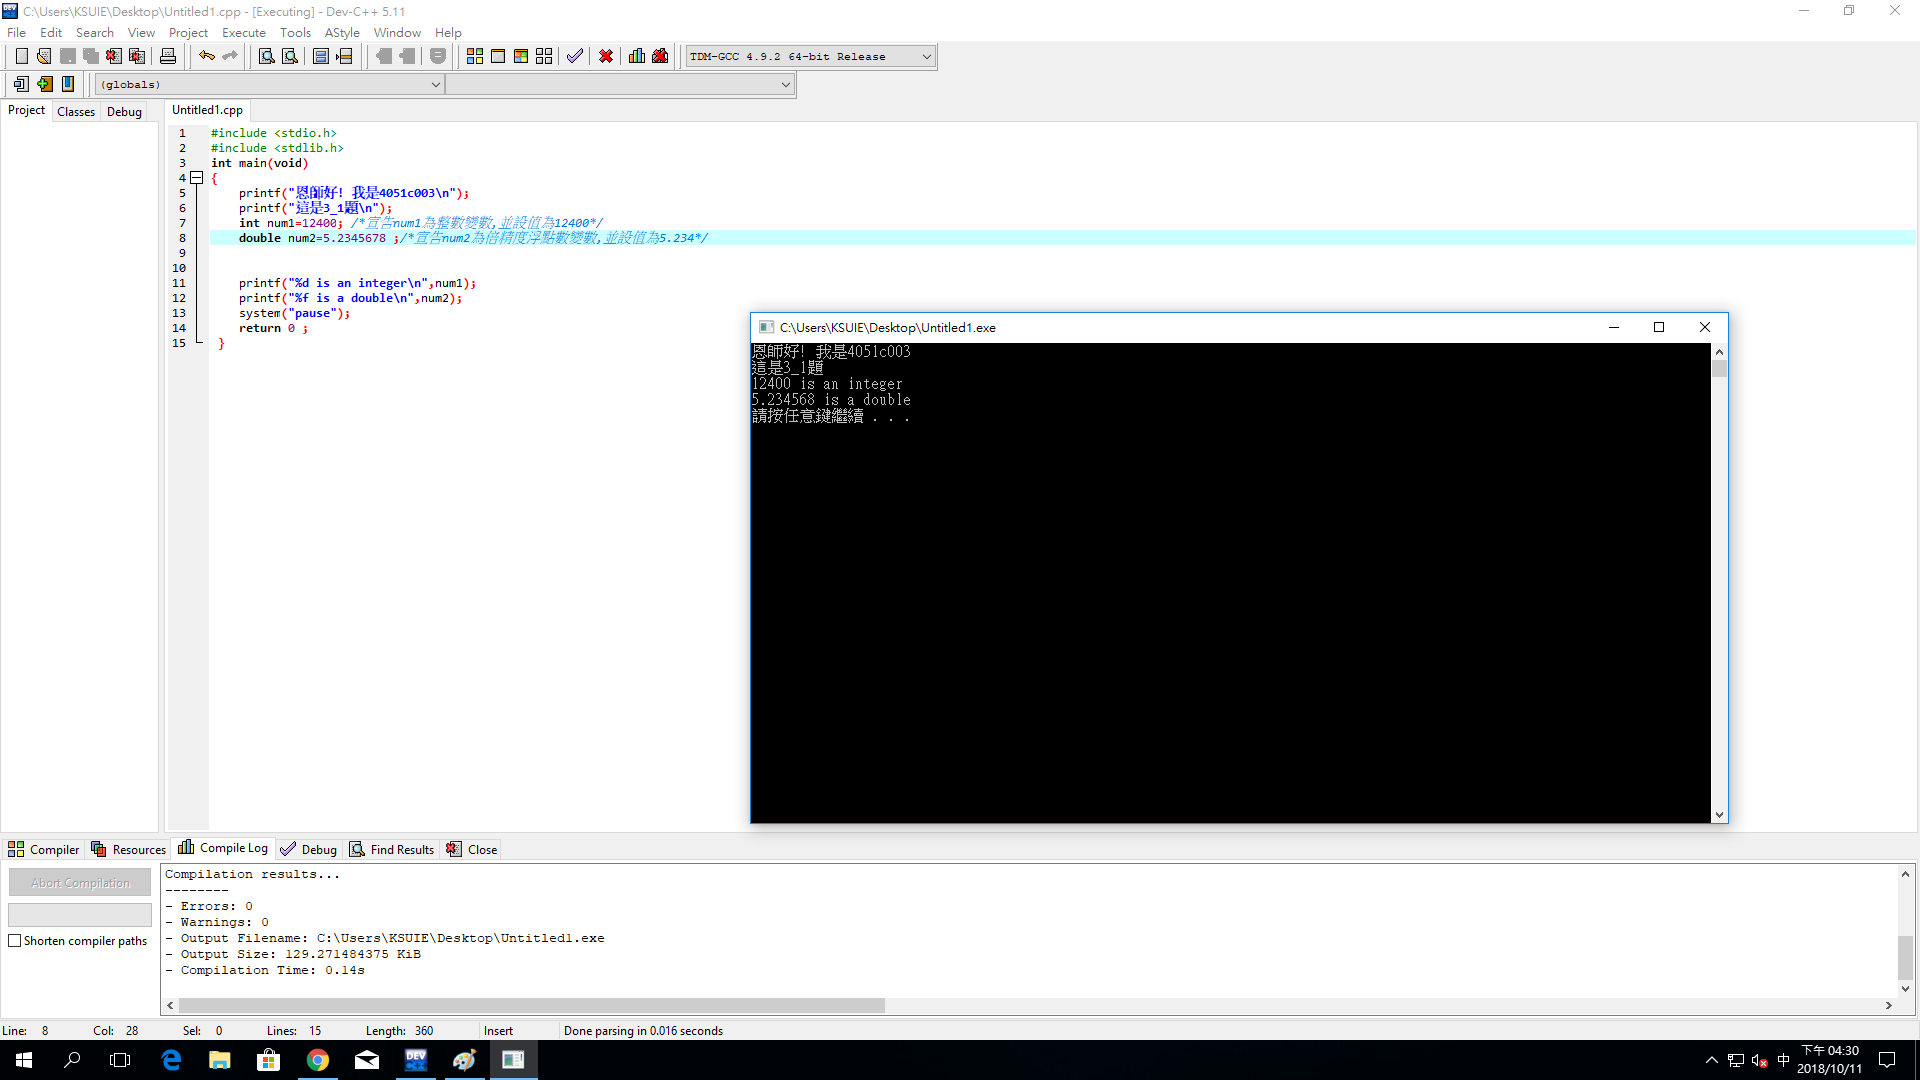 C:\Users\KSUIE\Desktop\Untitled1.cpp - [Executing] - Dev-C++ 5.11
File Edit Search View Project Execute Tools AStyle Window Help
TDM-GCC 4.9.2 64-bit Release
(globals)
Project Classes Debug Untitled1.cpp
1 #include <stdio.h>
2 #include <stdlib.h>
3 int main(void)
4 {
5 printf("恩師好! 我是4051c003\n");
6 printf("這是3_1題\n");
7 int num1=12400; /*宣告num1為整數變數,並設值為12400*/
8 double num2=5.2345678 ;/*宣告num2為倍精度浮點數變數,並設值為5.234*/
9
10
11 printf("%d is an integer\n",num1);
12 printf("%f is a double\n",num2);
13 system("pause");
14 return 0 ;
15 }
C:\Users\KSUIE\Desktop\Untitled1.exe
恩師好! 我是4051c003
這是3_1題
12400 is an integer
5.234568 is a double
請按任意鍵繼續 . . .
Compiler Resources Compile Log Debug Find Results Close
Abort Compilation
Shorten compiler paths
Compilation results...
--------
- Errors: 0
- Warnings: 0
- Output Filename: C:\Users\KSUIE\Desktop\Untitled1.exe
- Output Size: 129.271484375 KiB
- Compilation Time: 0.14s
Line: 8 Col: 28 Sel: 0 Lines: 15 Length: 360 Insert Done parsing in 0.016 seconds
DEV
中
下午 04:30
2018/10/11